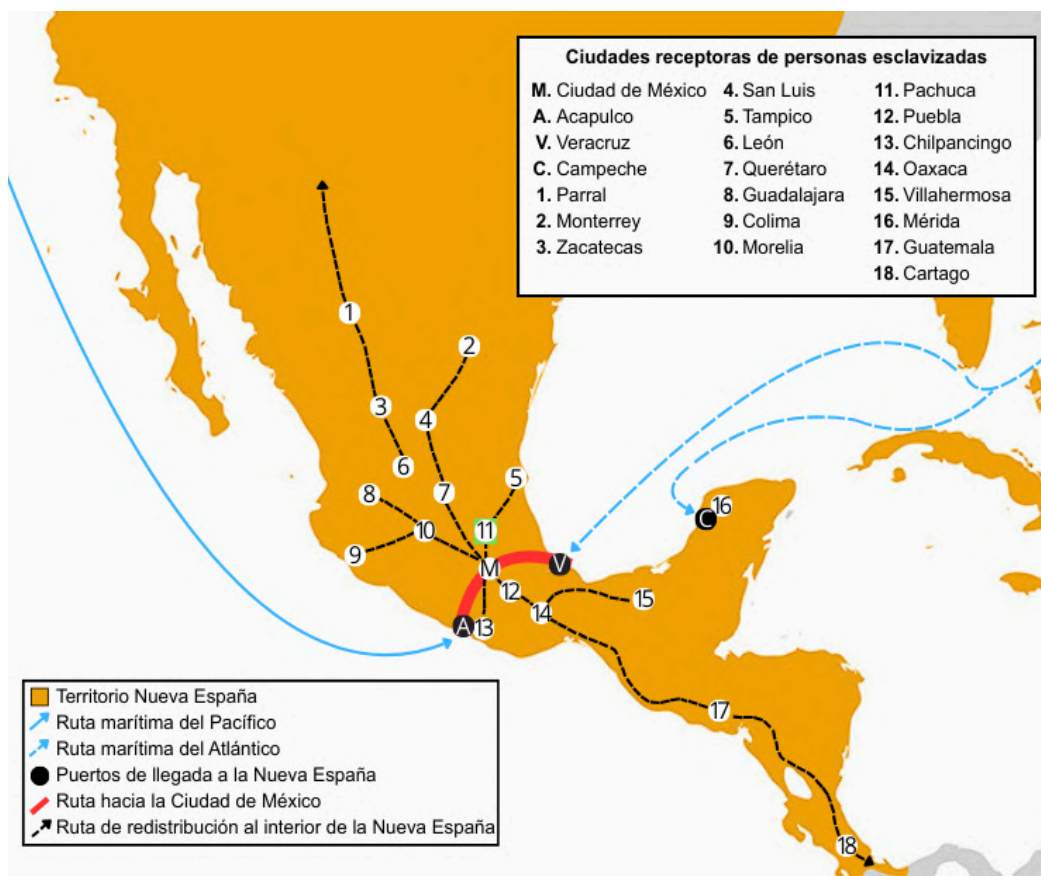 Ciudades receptoras de personas esclavizadas
M. Ciudad de México
A. Acapulco
V. Veracruz
C. Campeche
1. Parral
2. Monterrey
3. Zacatecas
4. San Luis
5. Tampico
6. León
7. Querétaro
8. Guadalajara
9. Colima
10. Morelia
11. Pachuca
12. Puebla
13. Chilpancingo
14. Oaxaca
15. Villahermosa
16. Mérida
17. Guatemala
18. Cartago
1
2
3
4
6
5
8
7
16
C
11
10
9
V
M
12
15
14
A
13
17
18
Territorio Nueva España
Ruta marítima del Pacífico
Ruta marítima del Atlántico
Puertos de llegada a la Nueva España
Ruta hacia la Ciudad de México
Ruta de redistribución al interior de la Nueva España